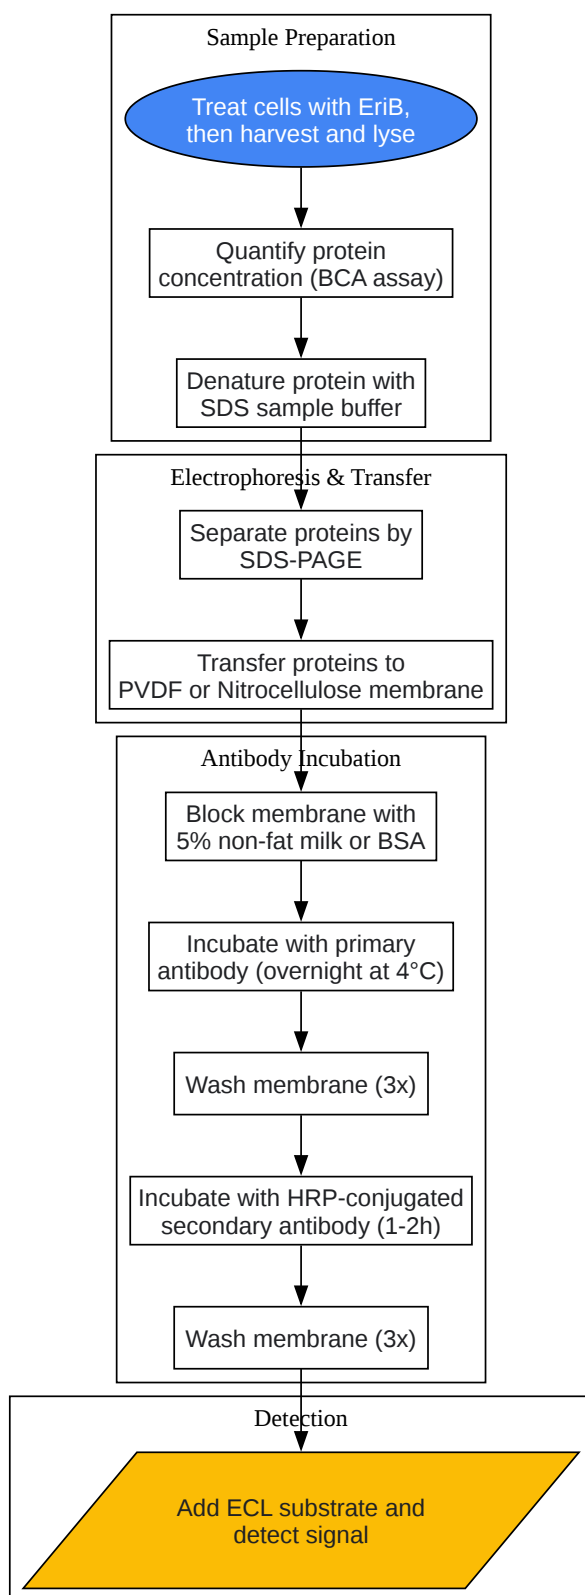 Sample Preparation
Treat cells with EriB,
then harvest and lyse
Quantify protein
concentration (BCA assay)
Denature protein with
SDS sample buffer
Electrophoresis & Transfer
Separate proteins by
SDS-PAGE
Transfer proteins to
PVDF or Nitrocellulose membrane
Antibody Incubation
Block membrane with
5% non-fat milk or BSA
Incubate with primary
antibody (overnight at 4°C)
Wash membrane (3x)
Incubate with HRP-conjugated
secondary antibody (1-2h)
Wash membrane (3x)
Detection
Add ECL substrate and
detect signal